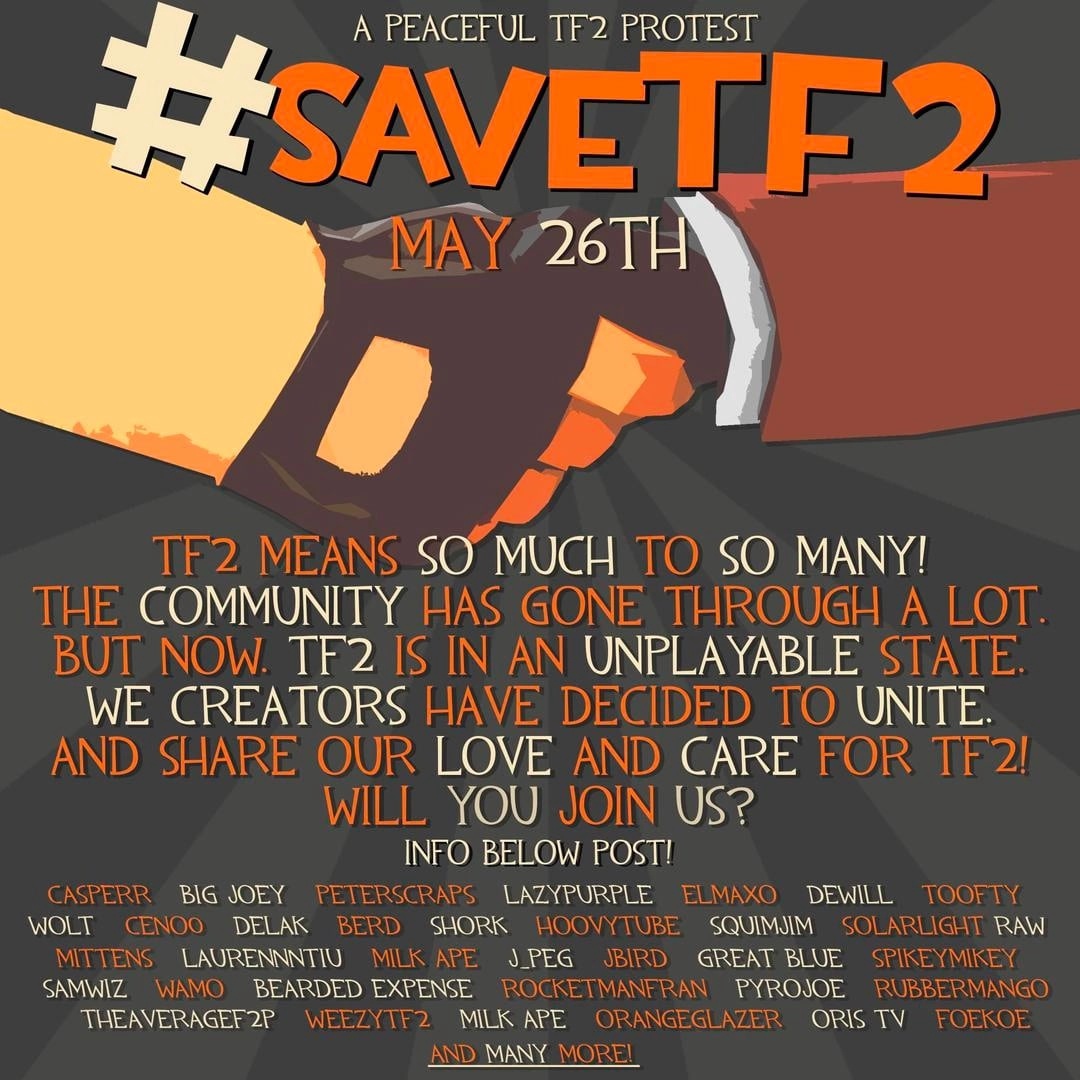 A PEACEFUL TF2 PROTEST
#SAVETF2
MAY 26TH
TF2 MEANS SO MUCH TO SO MANY!
THE COMMUNITY HAS GONE THROUGH A LOT.
BUT NOW. TF2 IS IN AN UNPLAYABLE STATE.
WE CREATORS HAVE DECIDED TO UNITE.
AND SHARE OUR LOVE AND CARE FOR TF2!
WILL YOU JOIN US?
INFO BELOW POST!
CASPERR BIG JOEY PETERSCRAPS LAZYPURPLE ELMAXO DEWILL TOOFTY
WOLT CENO0 DELAK BERD SHORK HOOVYTUBE SQUIMJIM SOLARLIGHT RAW
MITTENS LAURENNNTIU MILK APE J_PEG JBIRD GREAT BLUE SPIKEYMIKEY
SAMWIZ WAMO BEARDED EXPENSE ROCKETMANFRAN PYROJOE RUBBERMANGO
THEAVERAGEF2P WEEZYTF2 MILK APE ORANGEGLAZER ORIS TV FOEKOE
AND MANY MORE!